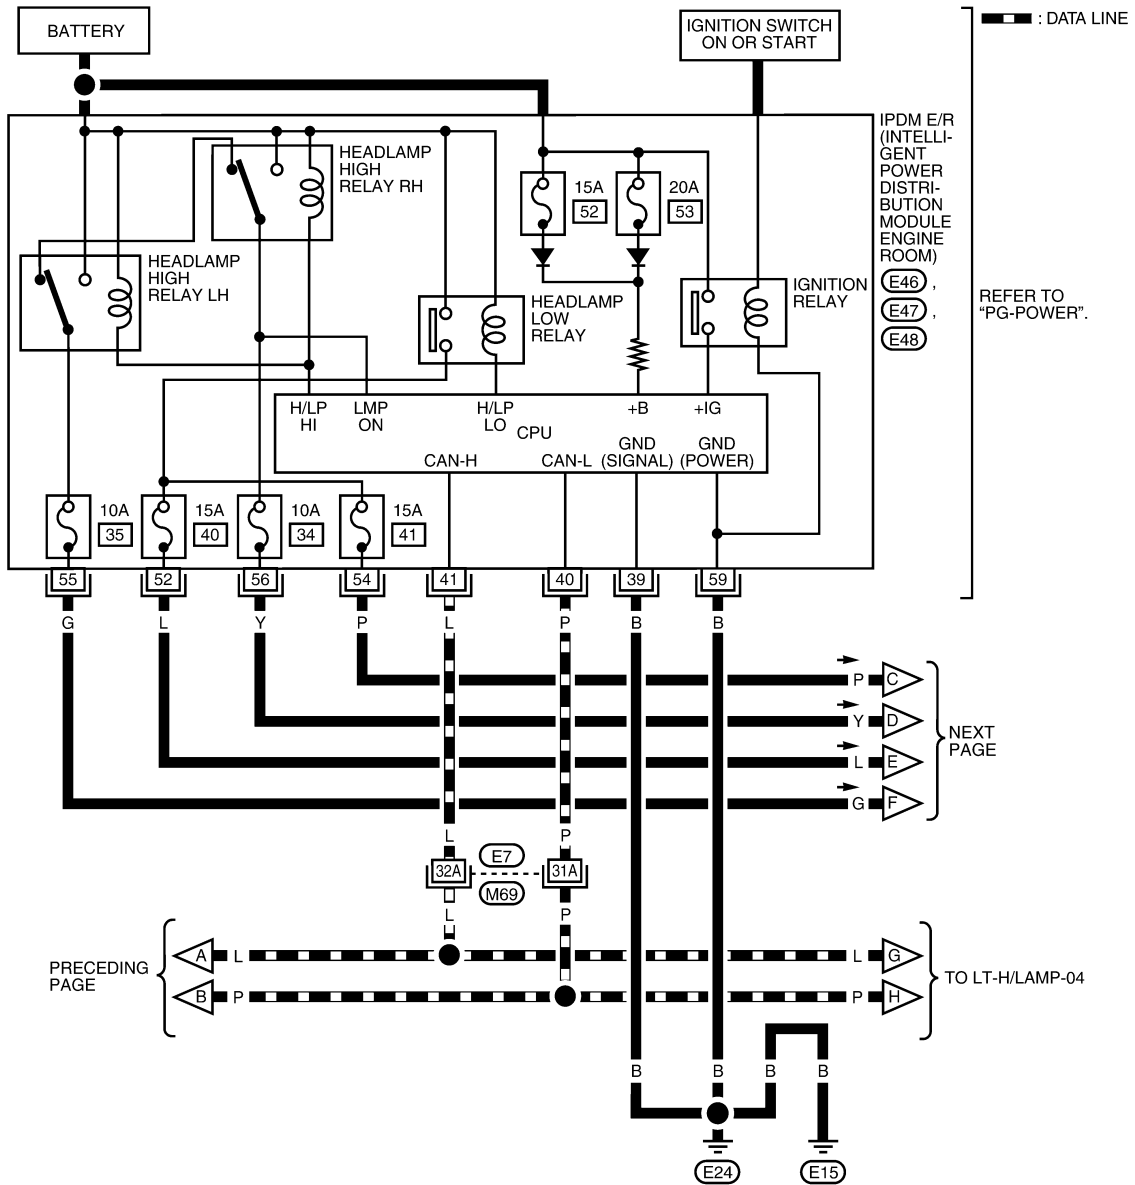 BATTERY
IGNITION SWITCH
ON OR START
: DATA LINE
IPDM E/R
(INTELLI-
GENT
POWER
DISTRI-
BUTION
MODULE
ENGINE
ROOM)
E46 ,
E47 ,
E48
REFER TO
“PG-POWER”.
HEADLAMP
HIGH
RELAY RH
15A
52
20A
53
HEADLAMP
HIGH
RELAY LH
HEADLAMP
LOW
RELAY
IGNITION
RELAY
H/LP
HI
LMP
ON
H/LP
LO
CPU
+B
+IG
CAN-H
CAN-L
GND
(SIGNAL)
GND
(POWER)
10A
35
15A
40
10A
34
15A
41
55
52
56
54
41
40
39
59
G
L
Y
P
L
P
B
B
P
C
Y
D
L
E
G
F
NEXT
PAGE
L
P
32A
E7
M69
31A
L
P
PRECEDING
PAGE
A
L
L
G
B
P
P
H
TO LT-H/LAMP-04
B
B
B
B
E24
E15